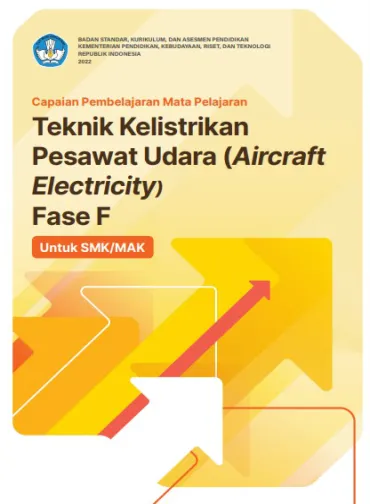 BADAN STANDAR, KURIKULUM, DAN ASESMEN PENDIDIKAN
KEMENTERIAN PENDIDIKAN, KEBUDAYAAN, RISET, DAN TEKNOLOGI
REPUBLIK INDONESIA
2022
Capaian Pembelajaran Mata Pelajaran
Teknik Kelistrikan
Pesawat Udara (Aircraft
Electricity)
Fase F
Untuk SMK/MAK